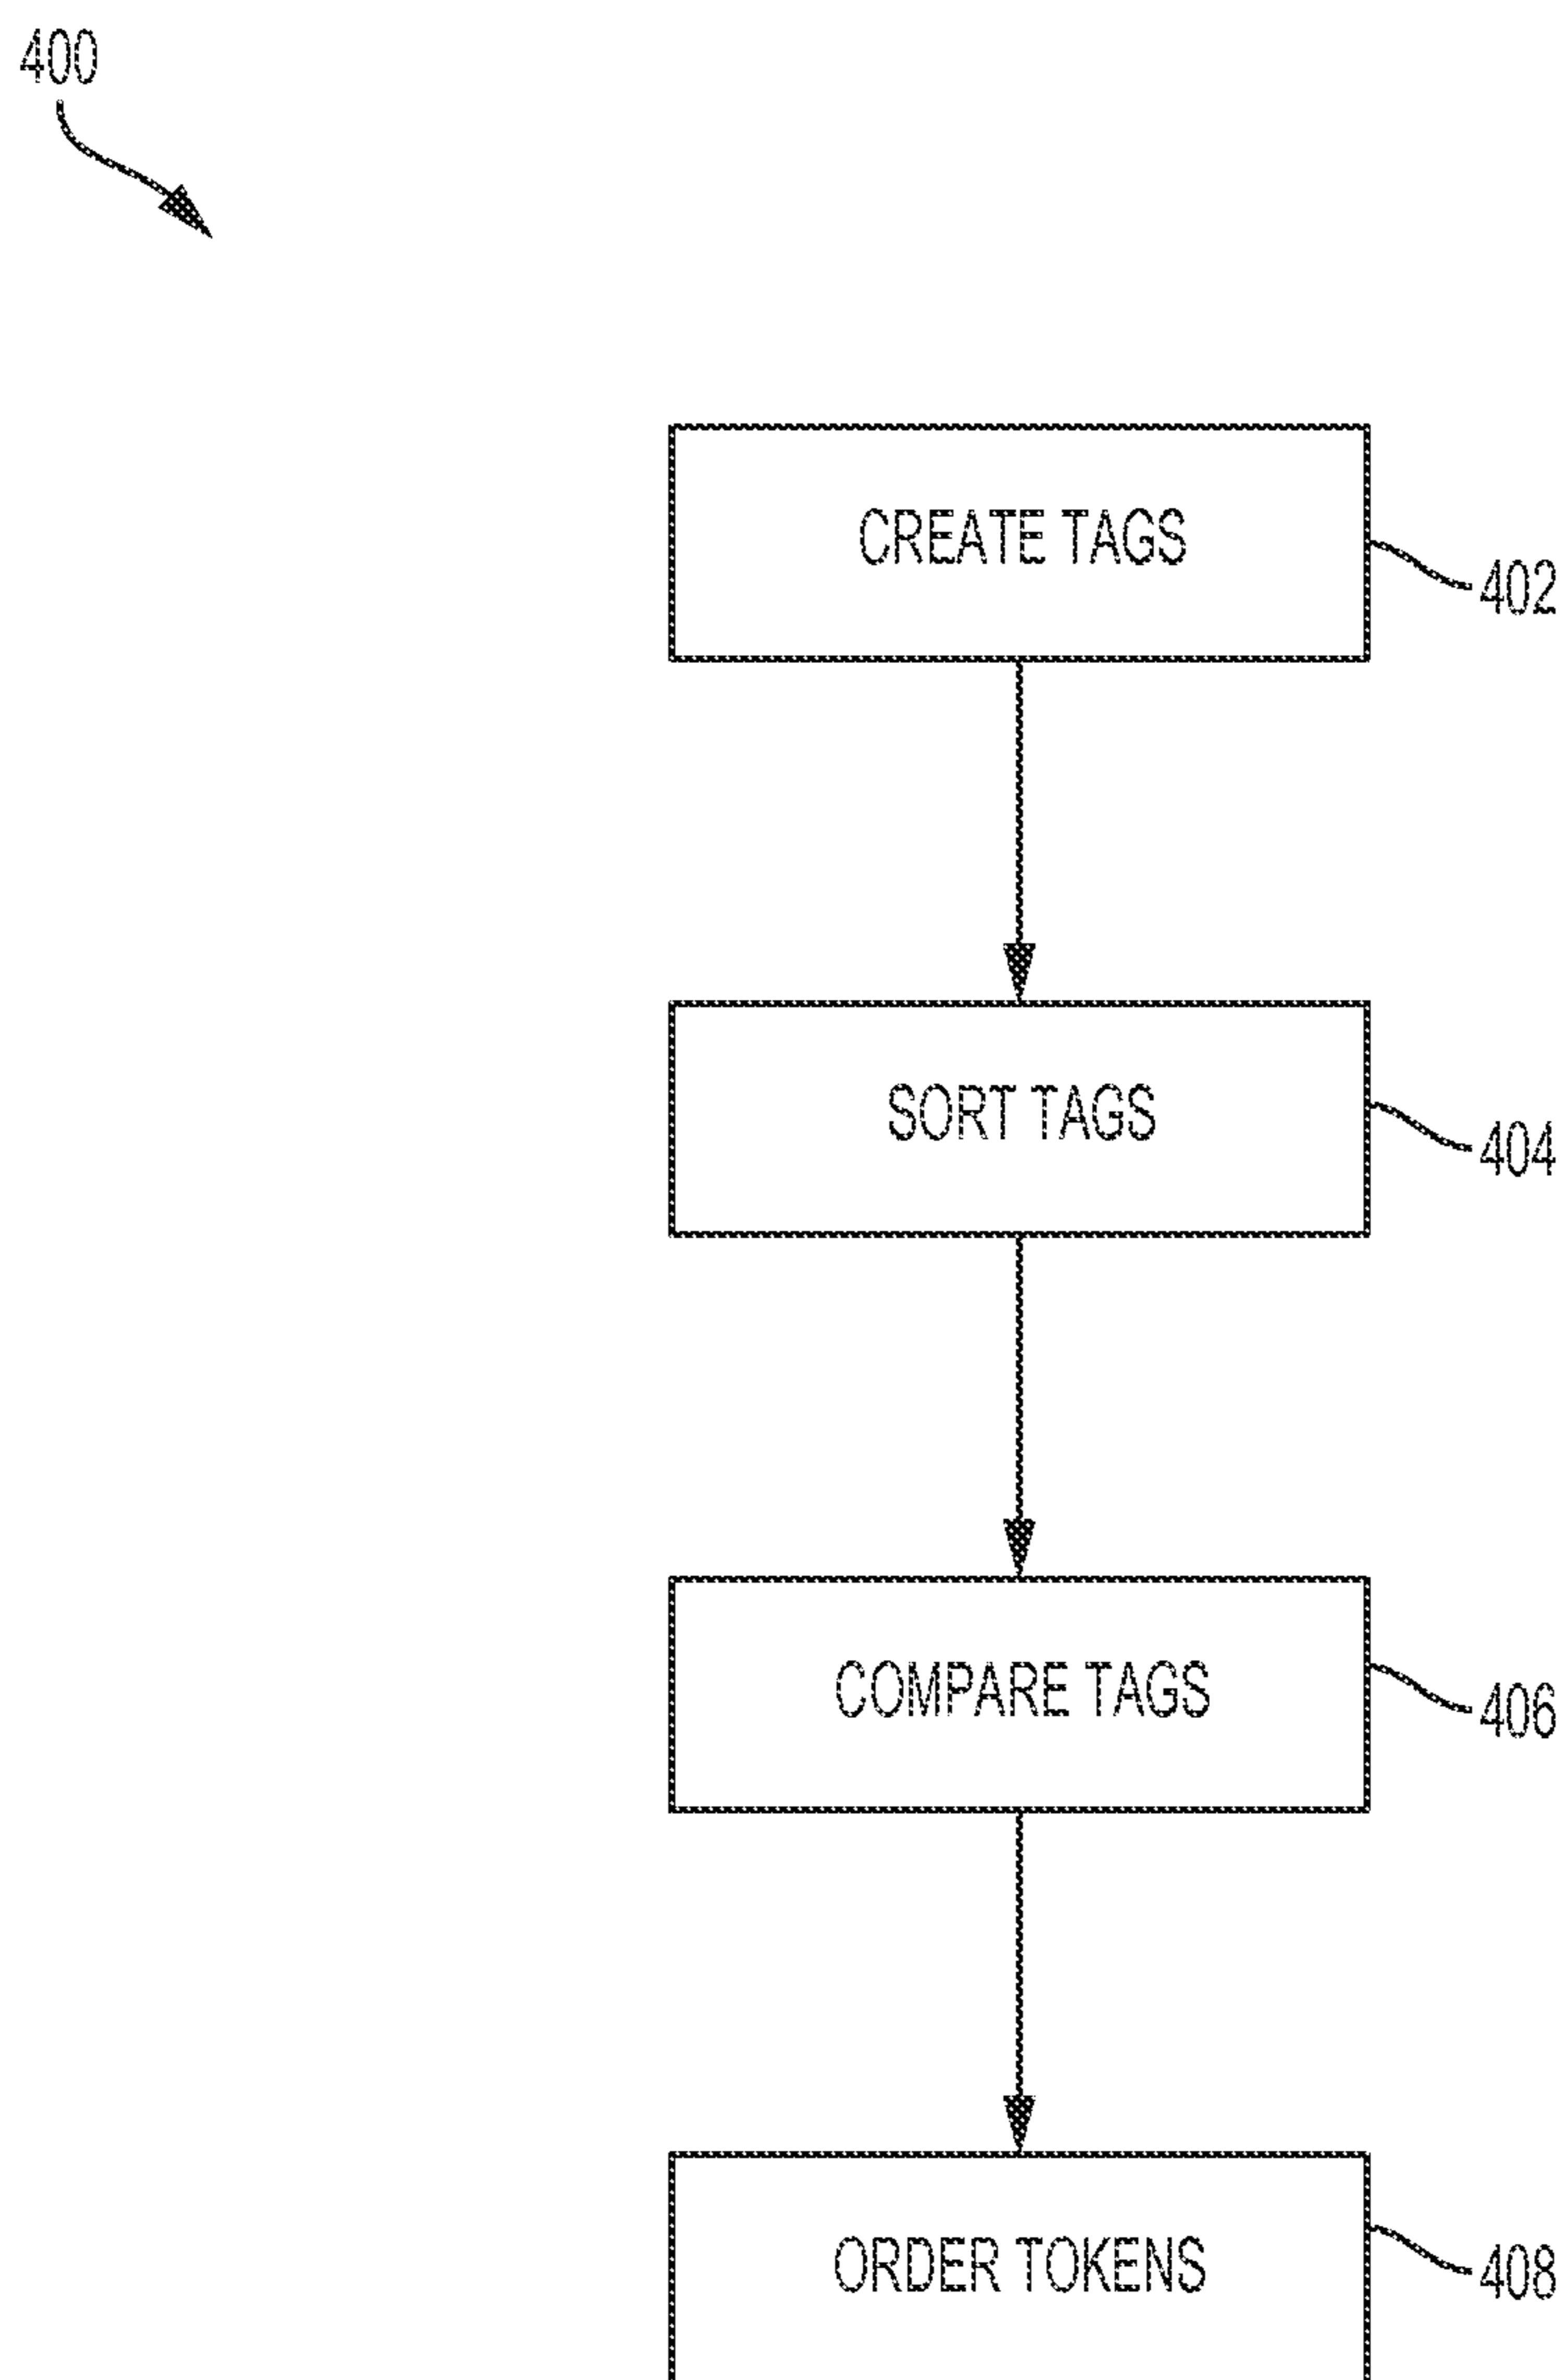 400
CREATE TAGS
402
SORT TAGS
404
COMPARE TAGS
406
ORDER TOKENS
408